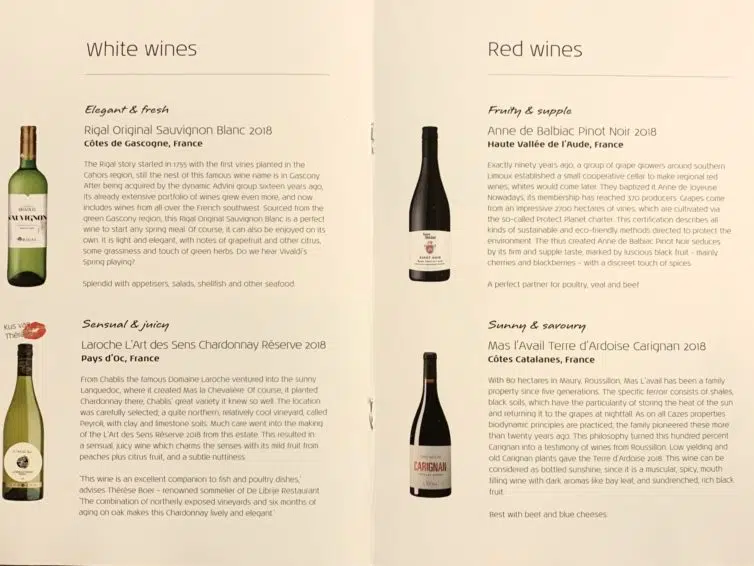 White wines
Elegant & fresh
Rigal Original Sauvignon Blanc 2018
Côtes de Gascogne, France
The Rigal story started in 1755 with the first vines planted in the
Cahors region, still the nest of this famous wine name is in Gascony.
After being acquired by the dynamic Advini group sixteen years ago,
its already extensive portfolio of wines grew even more, and now
includes wines from all over the French southwest. Sourced from the
green Gascony region, this Rigal Original Sauvignon Blanc is a perfect
wine to start any spring meal. Of course, it can also be enjoyed on its
own. It is light and elegant, with notes of grapefruit and other citrus,
some grassiness and touch of green herbs. Do we hear Vivaldi's
Spring playing?
Splendid with appetisers, salads, shellfish and other seafood.
SAUVIGNON
RIGAL
Sensual & juicy
Laroche L'Art des Sens Chardonnay Réserve 2018
Pays d'Oc, France
From Chablis the famous Domaine Laroche ventured into the sunny
Languedoc, where it created Mas la Chevalière. Of course, it planted
Chardonnay there, Chablis' great variety it knew so well. The location
was carefully selected; a quite northern, relatively cool vineyard, called
Peyroli, with clay and limestone soils. Much care went into the making
of the L'Art des Sens Réserve 2018 from this estate. This resulted in
a sensual, juicy wine which charms the senses with its mild fruit from
peaches plus citrus fruit, and a subtle nuttiness.
'This wine is an excellent companion to fish and poultry dishes,'
advises Thérèse Boer - renowned sommelier of De Librije Restaurant.
'The combination of northerly exposed vineyards and six months of
aging on oak makes this Chardonnay lively and elegant.'
Kus van
Red wines
Fruity & supple
Anne de Balbiac Pinot Noir 2018
Haute Vallée de l'Aude, France
Exactly ninety years ago, a group of grape growers around southern
Limoux established a small cooperative cellar to make regional red
wines, whites would come later. They baptized it Anne de Joyeuse.
Nowadays, its membership has reached 370 producers. Grapes come
from an impressive 2700 hectares of vines, which are cultivated via
the so-called Protect Planet charter. This certification describes all
kinds of sustainable and eco-friendly methods directed to protect the
environment. The thus created Anne de Balbiac Pinot Noir seduces
by its firm and supple taste, marked by luscious black fruit - mainly
cherries and blackberries - with a discreet touch of spices.
A perfect partner for poultry, veal and beef.
PINOT NOIR
Sunny & savoury
Mas l'Avail Terre d'Ardoise Carignan 2018
Côtes Catalanes, France
With 80 hectares in Maury, Roussillon, Mas L'avail has been a family
property since five generations. The specific terroir consists of shales,
black soils, which have the particularity of storing the heat of the sun
and returning it to the grapes at nightfall. As on all Cazes properties
biodynamic principles are practiced; the family pioneered these more
than twenty years ago. This philosophy turned this hundred percent
Carignan into a testimony of wines from Roussillon. Low yielding and
old Carignan plants gave the Terre d'Ardoise 2018. This wine can be
considered as bottled sunshine, since it is a muscular, spicy, mouth
filling wine with dark aromas like bay leaf, and sundrenched, rich black
fruit.
Best with beef and blue cheeses.
CARIGNAN